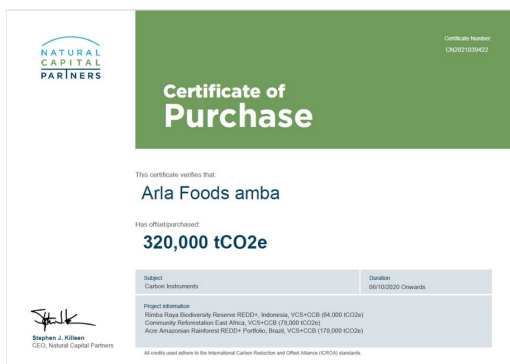 NATURAL
CAPITAL
PARTNERS
Certificate Number
CN2021039422
Certificate of
Purchase
This certificate verifies that:
Arla Foods amba
Has offset/purchased:
320,000 tCO2e
Subject
Carbon Instruments
Duration
06/10/2020 Onwards
Project information
Rimba Raya Biodiversity Reserve REDD+, Indonesia, VCS+CCB (64,000 tCO2e)
Community Reforestation East Africa, VCS+CCB (78,000 tCO2e)
Acre Amazonian Rainforest REDD+ Portfolio, Brazil, VCS+CCB (178,000 tCO2e)
Stephen J. Killeen
CEO, Natural Capital Partners
All credits used adhere to the International Carbon Reduction and Offset Alliance (ICROA) standards.